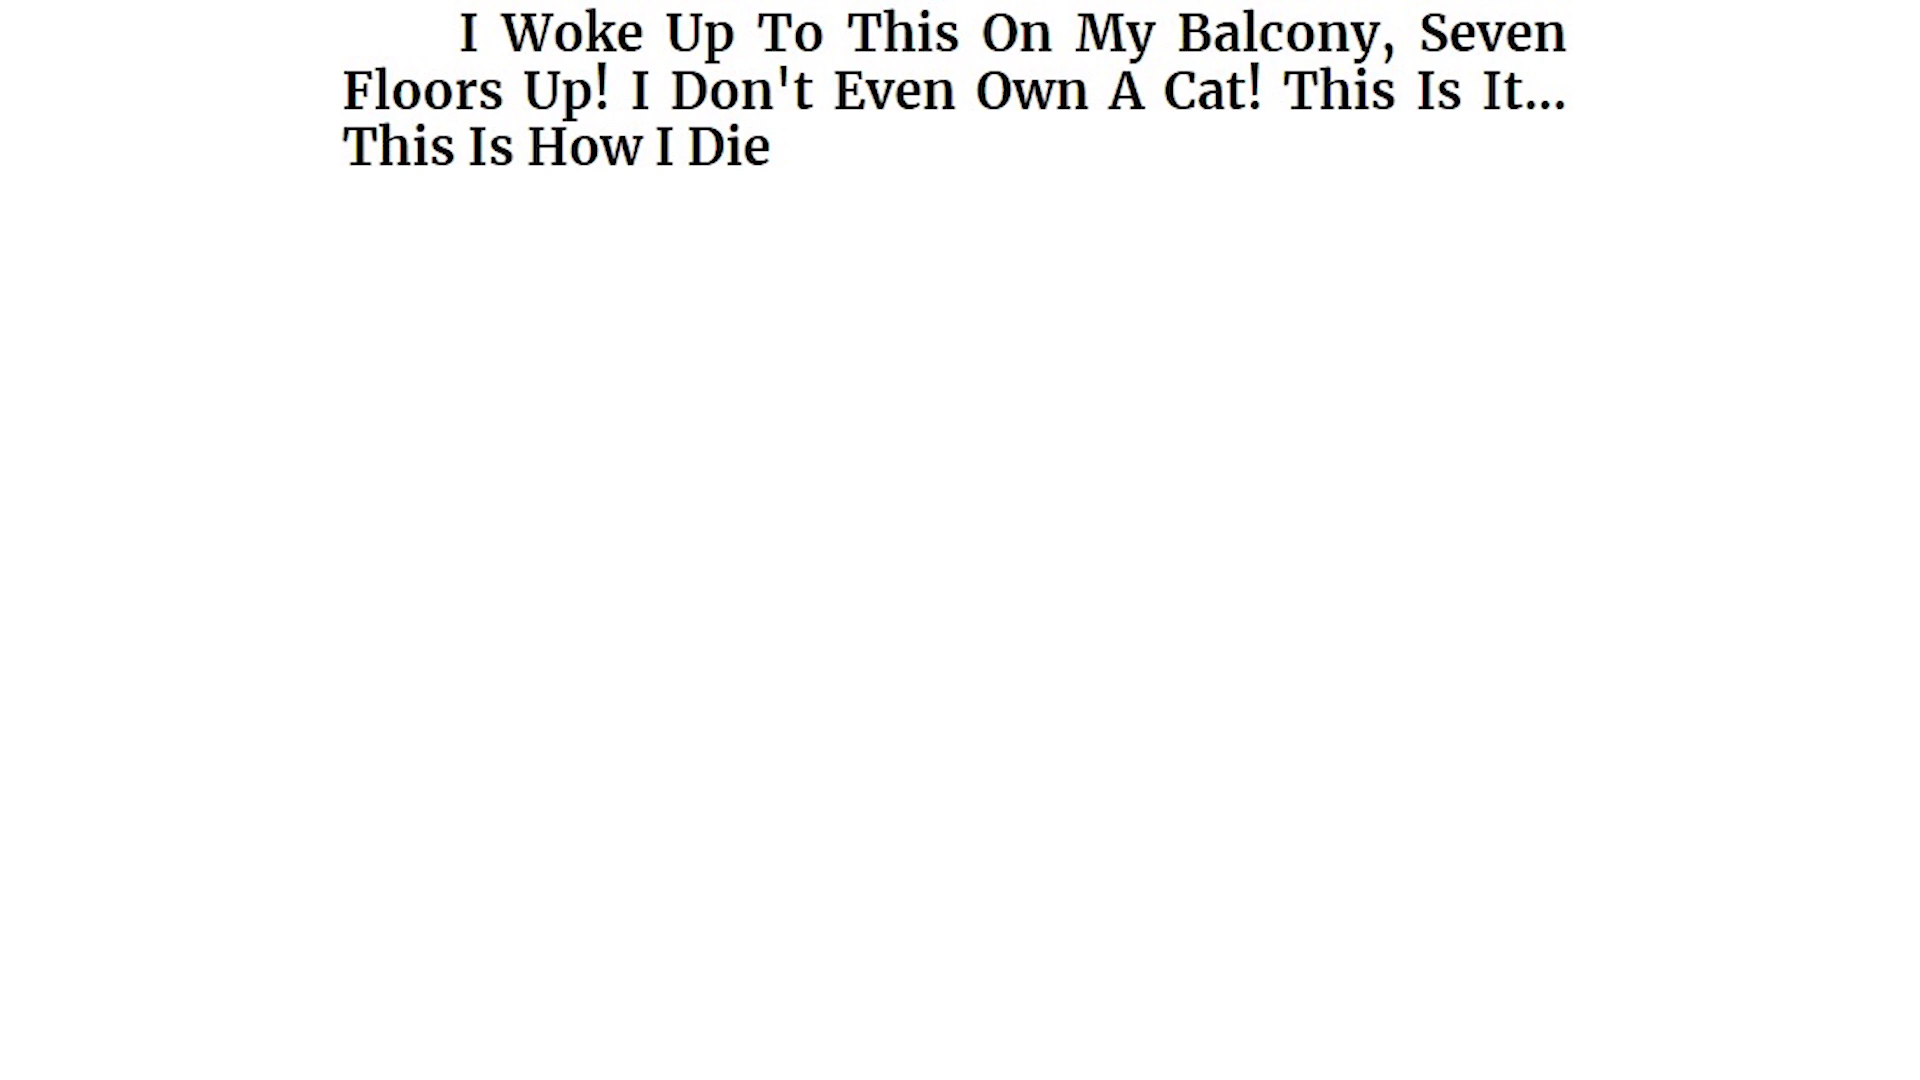 I Woke Up To This On My Balcony, Seven
Floors Up! I Don't Even Own A Cat! This Is It...
This Is How I Die